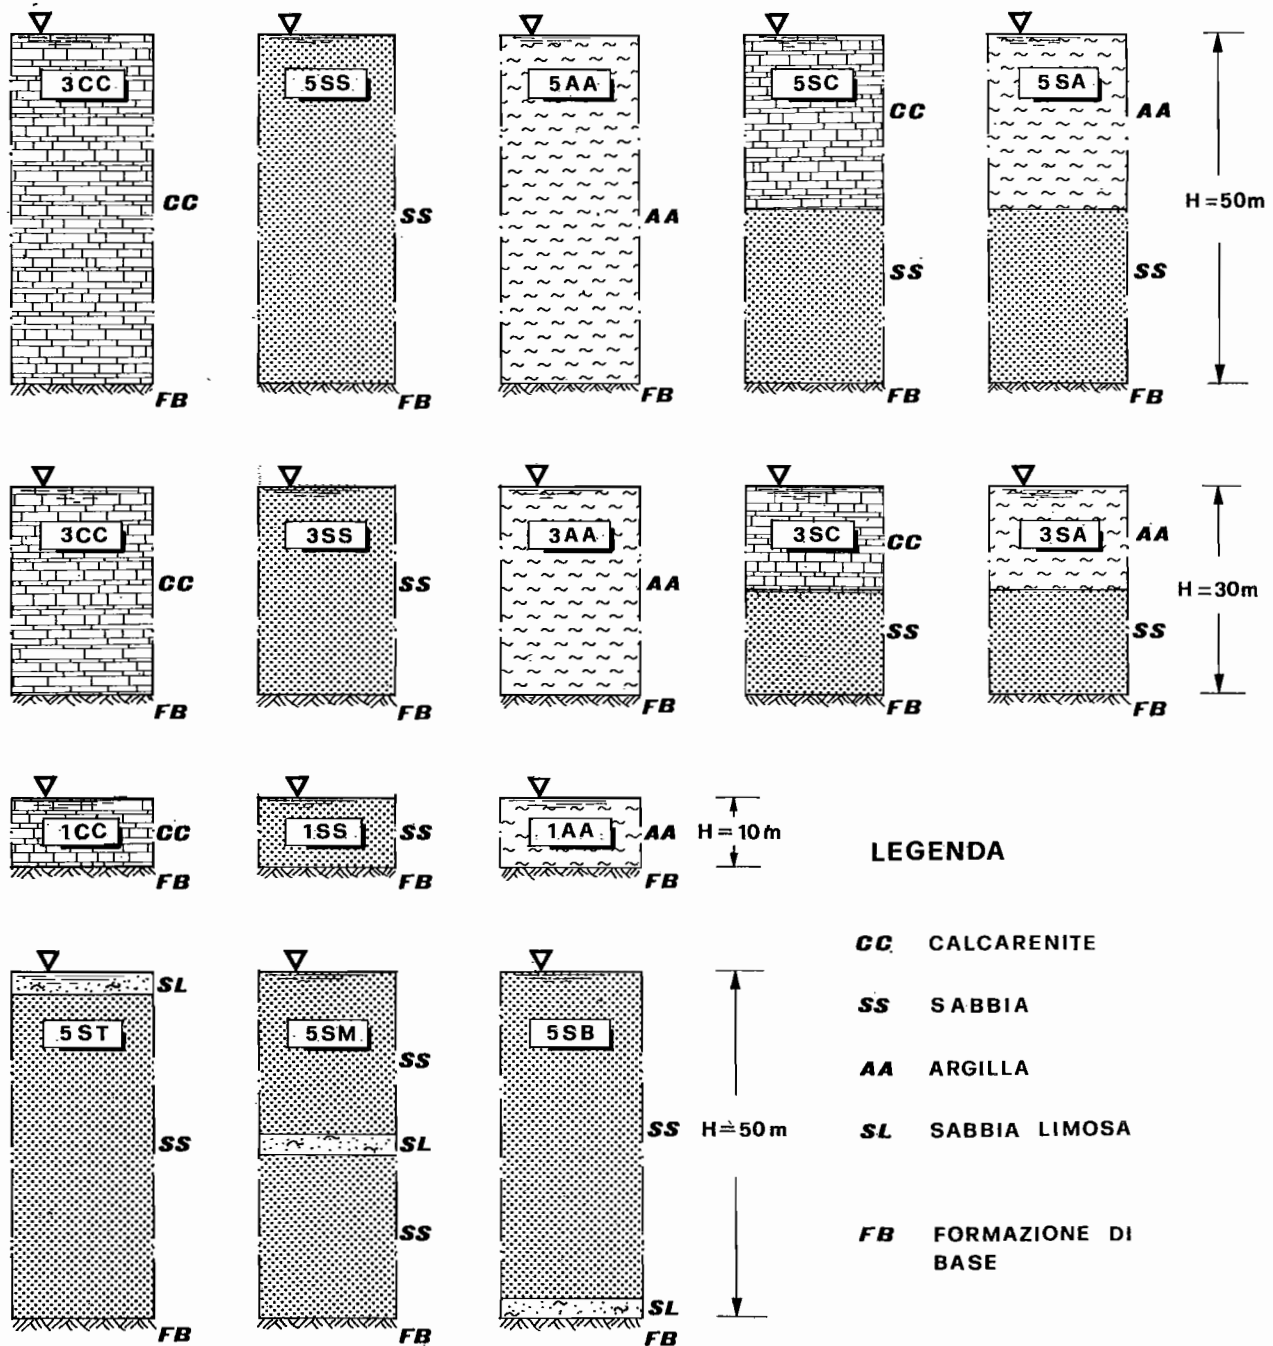 3CC
5SS
5AA
5SC
5SA
CC
AA
CC
SS
AA
H=50m
SS
SS
FB
FB
FB
FB
FB
3CC
3SS
3AA
3SC
3SA
CC
AA
CC
SS
AA
H=30m
SS
SS
FB
FB
FB
FB
FB
1CC
CC
1SS
SS
1AA
AA
H=10m
FB
FB
FB
LEGENDA
CC CALCARENITE
SS SABBIA
AA ARGILLA
SL SABBIA LIMOSA
FB FORMAZIONE DI
BASE
SL
5ST
5SM
5SB
SS
SS
SL
SS
H=50m
SS
SL
FB
FB
FB